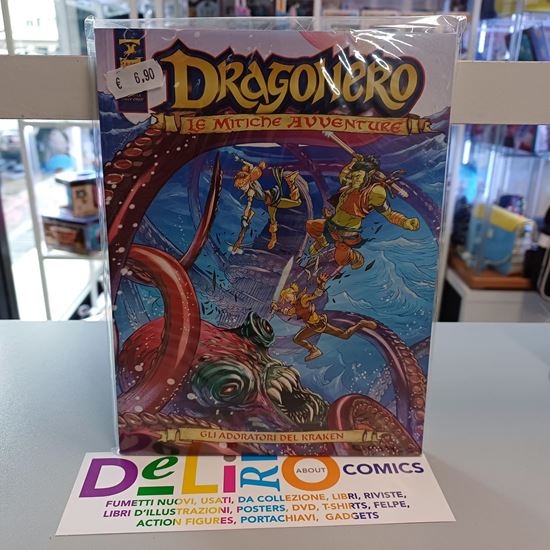 € 6,90
DRAGONERO
LE MITICHE AVVENTURE
GLI ADORATORI DEL KRAKEN
DeLiRiO ABOUT COMICS
FUMETTI NUOVI, USATI, DA COLLEZIONE, LIBRI, RIVISTE,
LIBRI D'ILLUSTRAZIONI, POSTERS, DVD, T-SHIRTS, FELPE,
ACTION FIGURES, PORTACHIAVI, GADGETS